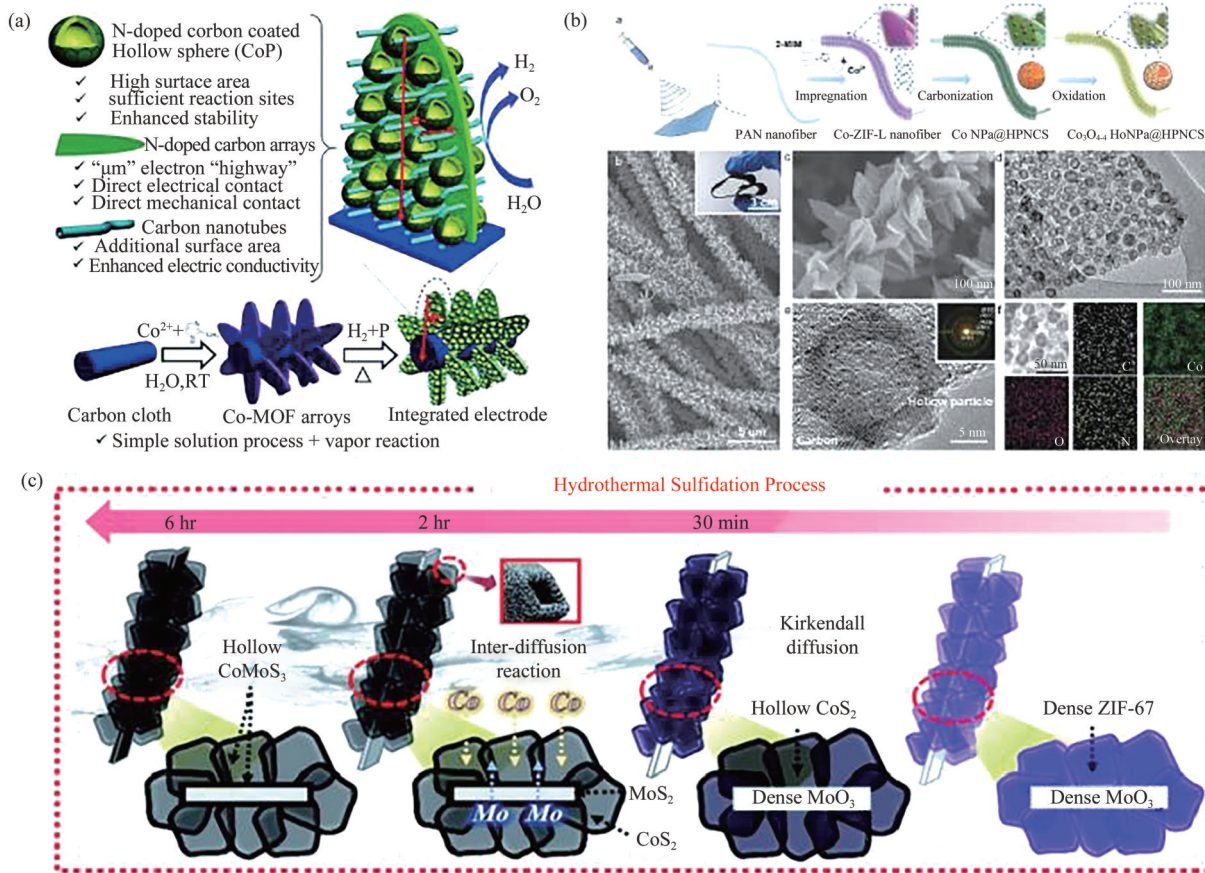 (a)
N-doped corbon coated
Hollow sphere (CoP)
✓ High surface area
✓ sufficient reaction sites
✓ Enhanced stability
N-doped carbon arrays
✓ "μm" electron "highway"
✓ Direct electrical contact
✓ Direct mechanical contact
Carbon nanotubes
✓ Additional surface area
✓ Enhanced electric conductivity
H₂
O₂
H₂O
Co²⁺+
H₂O,RT
H₂+P
△
Carbon cloth
Co-MOF arrays
Integrated electrode
✓ Simple solution process + vapor reaction
(b)
a
2-MIM
+ Co²⁺
Impregnation
Carbonization
Oxidation
PAN nanofiber
Co-ZIF-L nanofiber
Co NPa@HPNCS
Co₃O₄₋₄ HoNPa@HPNCS
b
3 cm
5 um
c
100 nm
d
100 nm
e
Hollow particle
Carbon
5 nm
f
50 nm
C
Co
O
N
Overlay
(c)
Hydrothermal Sulfidation Process
6 hr
2 hr
30 min
Hollow
CoMoS₃
Inter-diffusion
reaction
Co
Co
Co
Mo
Mo
MoS₂
CoS₂
Kirkendall
diffusion
Hollow CoS₂
Dense MoO₃
Dense ZIF-67
Dense MoO₃